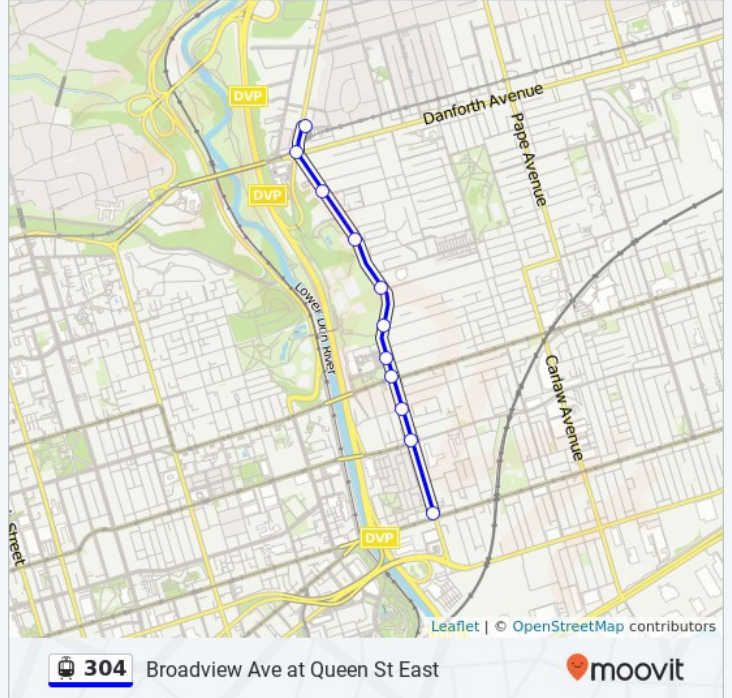 DVP
Danforth Avenue
Pape Avenue
DVP
Lower Don River
Carlaw Avenue
Street
DVP
Leaflet | © OpenStreetMap contributors
304 Broadview Ave at Queen St East
moovit